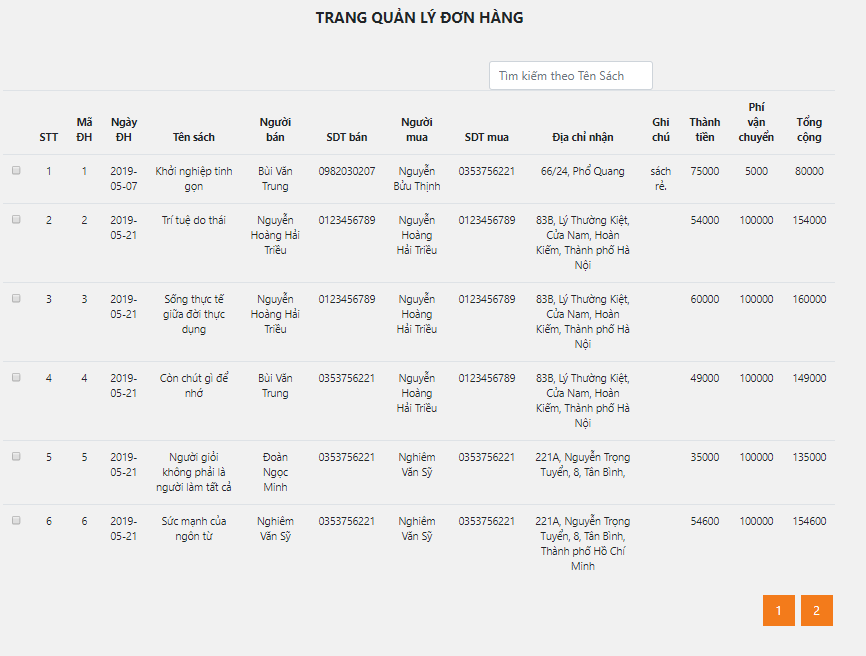 TRANG QUẢN LÝ ĐƠN HÀNG
Tìm kiếm theo Tên Sách
STT Mã ĐH Ngày ĐH Tên sách Người bán SDT bán Người mua SDT mua Địa chỉ nhận Ghi chú Thành tiền Phí vận chuyển Tổng cộng
1 1 2019-05-07 Khởi nghiệp tinh gọn Bùi Văn Trung 0982030207 Nguyễn Bửu Thịnh 0353756221 66/24, Phổ Quang sách rẻ. 75000 5000 80000
2 2 2019-05-21 Trí tuệ do thái Nguyễn Hoàng Hải Triều 0123456789 Nguyễn Hoàng Hải Triều 0123456789 83B, Lý Thường Kiệt, Cửa Nam, Hoàn Kiếm, Thành phố Hà Nội 54000 100000 154000
3 3 2019-05-21 Sống thực tế giữa đời thực dụng Nguyễn Hoàng Hải Triều 0123456789 Nguyễn Hoàng Hải Triều 0123456789 83B, Lý Thường Kiệt, Cửa Nam, Hoàn Kiếm, Thành phố Hà Nội 60000 100000 160000
4 4 2019-05-21 Còn chút gì để nhớ Bùi Văn Trung 0353756221 Nguyễn Hoàng Hải Triều 0123456789 83B, Lý Thường Kiệt, Cửa Nam, Hoàn Kiếm, Thành phố Hà Nội 49000 100000 149000
5 5 2019-05-21 Người giỏi không phải là người làm tất cả Đoàn Ngọc Minh 0353756221 Nghiêm Văn Sỹ 0353756221 221A, Nguyễn Trọng Tuyển, 8, Tân Bình, 35000 100000 135000
6 6 2019-05-21 Sức mạnh của ngôn từ Nghiêm Văn Sỹ 0353756221 Nghiêm Văn Sỹ 0353756221 221A, Nguyễn Trọng Tuyển, 8, Tân Bình, Thành phố Hồ Chí Minh 54600 100000 154600
1 2